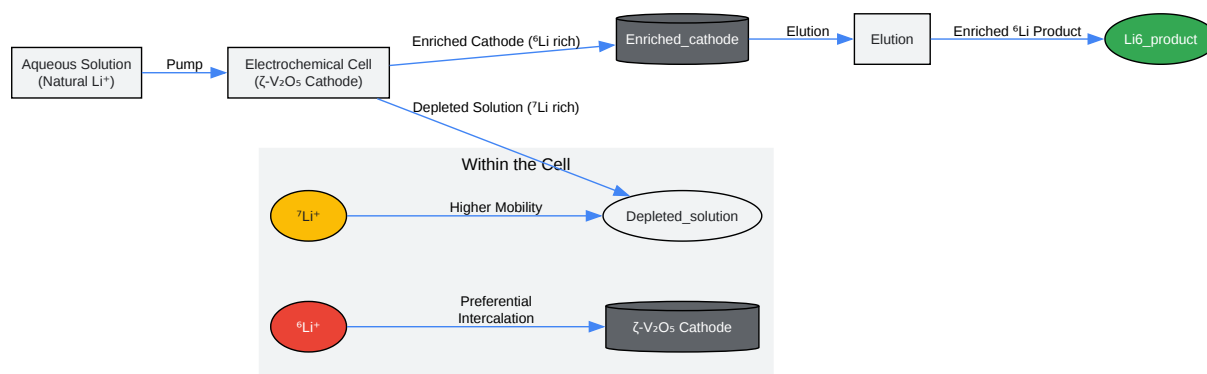 Aqueous Solution
(Natural Li⁺)
Pump
Electrochemical Cell
(ζ-V₂O₅ Cathode)
Enriched Cathode (⁶Li rich)
Enriched_cathode
Elution
Elution
Enriched ⁶Li Product
Li6_product
Depleted Solution (⁷Li rich)
Within the Cell
⁷Li⁺
Higher Mobility
Depleted_solution
⁶Li⁺
Preferential
Intercalation
ζ-V₂O₅ Cathode